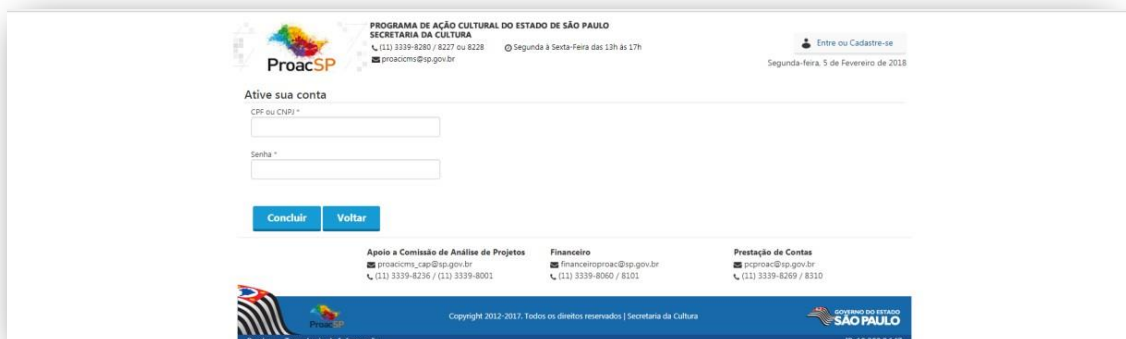 PROGRAMA DE AÇÃO CULTURAL DO ESTADO DE SÃO PAULO
SECRETARIA DA CULTURA
(11) 3339-8280 / 8227 ou 8228 Segunda à Sexta-Feira das 13h às 17h
proacicms@sp.gov.br
ProacSP
Entre ou Cadastre-se
Segunda-feira, 5 de Fevereiro de 2018
Ative sua conta
CPF ou CNPJ *
Senha *
Concluir Voltar
Apoio a Comissão de Análise de Projetos
proacicms_cap@sp.gov.br
(11) 3339-8236 / (11) 3339-8001
Financeiro
financeiroproac@sp.gov.br
(11) 3339-8060 / 8101
Prestação de Contas
pcproac@sp.gov.br
(11) 3339-8269 / 8310
ProacSP
Copyright 2012-2017. Todos os direitos reservados | Secretaria da Cultura
GOVERNO DO ESTADO
SÃO PAULO